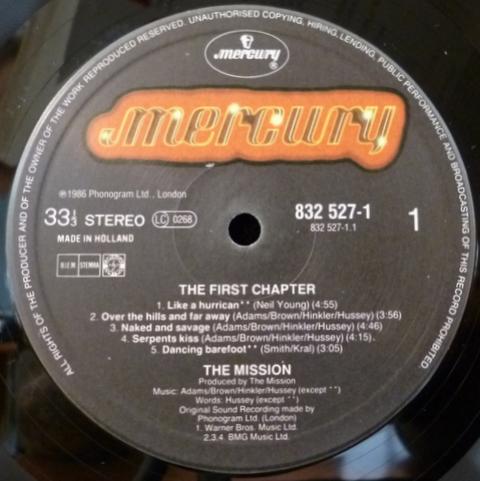 ALL RIGHTS OF THE PRODUCER AND OF THE OWNER OF THE WORK REPRODUCED RESERVED. UNAUTHORISED COPYING, HIRING, LENDING, PUBLIC PERFORMANCE AND BROADCASTING OF THIS RECORD PROHIBITED.
mercury ®
mercury
℗1986 Phonogram Ltd., London
33 1/3 STEREO LC 0268
832 527-1
1
832 527-1.1
MADE IN HOLLAND
BIEM STEMRA
THE FIRST CHAPTER
1. Like a hurrican** (Neil Young) (4:55)
2. Over the hills and far away (Adams/Brown/Hinkler/Hussey) (3:56)
3. Naked and savage (Adams/Brown/Hinkler/Hussey) (4:46)
4. Serpents kiss (Adams/Brown/Hinkler/Hussey) (4:15).
5. Dancing barefoot** (Smith/Kral) (3:05)
THE MISSION
Produced by The Mission
Music: Adams/Brown/Hinkler/Hussey (except **)
Words: Hussey (except **)
Original Sound Recording made by
Phonogram Ltd. (London)
1. Warner Bros. Music Ltd.
2.3.4. BMG Music Ltd.